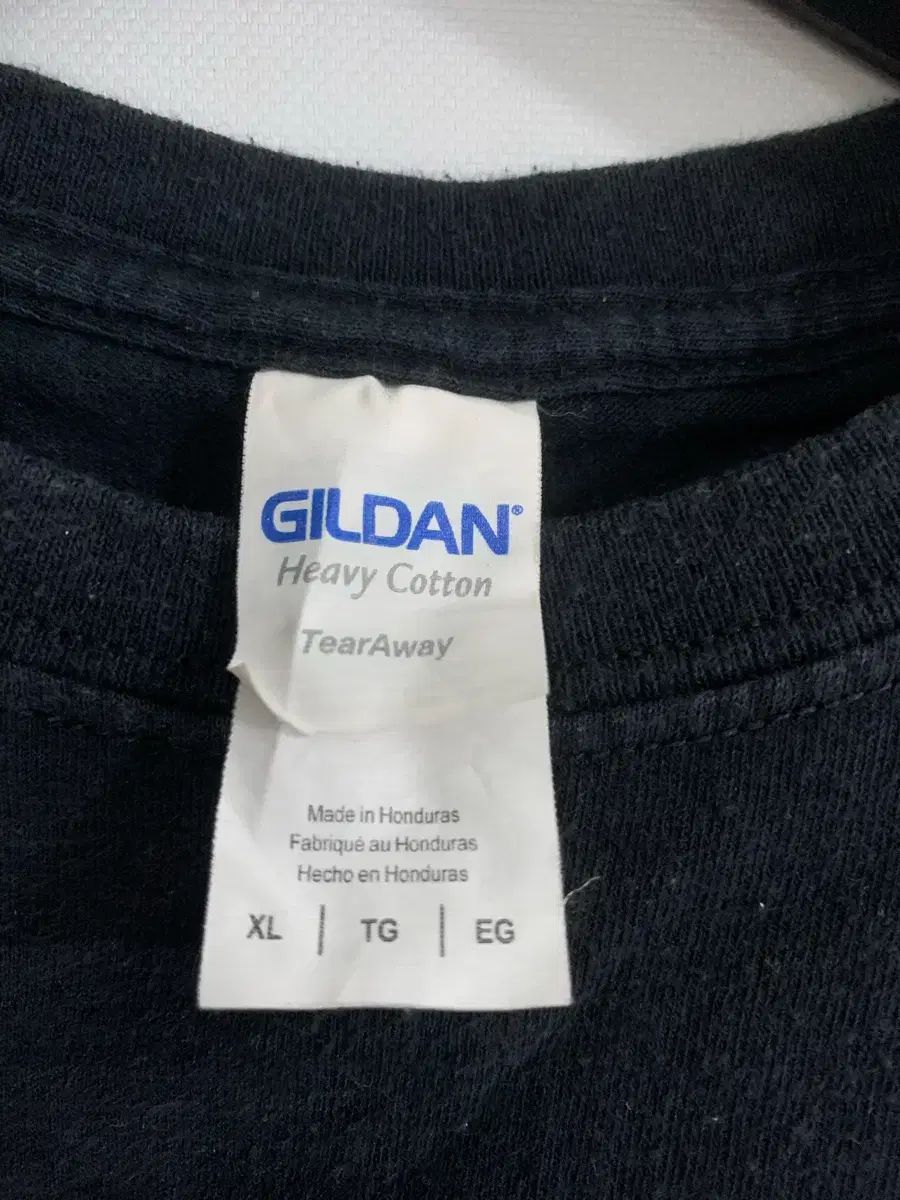 GILDAN®
Heavy Cotton
TearAway
Made in Honduras
Fabriqué au Honduras
Hecho en Honduras
XL | TG | EG